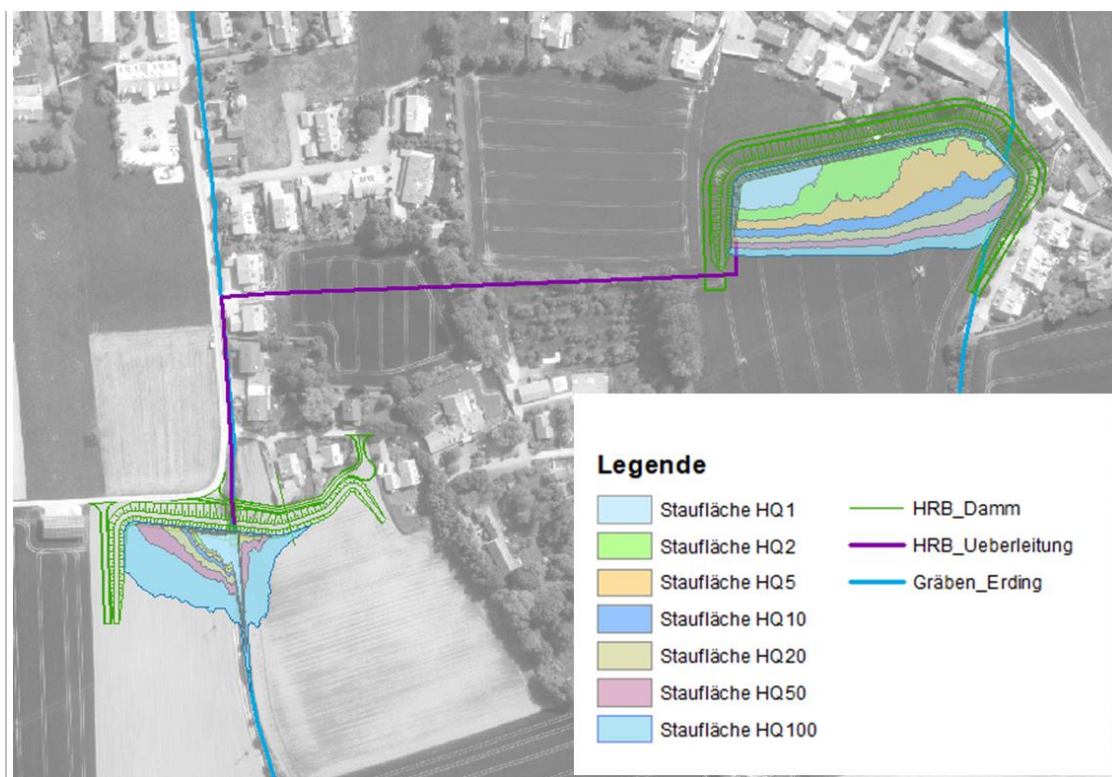 Legende
Staufläche HQ1
Staufläche HQ2
Staufläche HQ5
Staufläche HQ10
Staufläche HQ20
Staufläche HQ50
Staufläche HQ100
HRB_Damm
HRB_Ueberleitung
Gräben_Erding